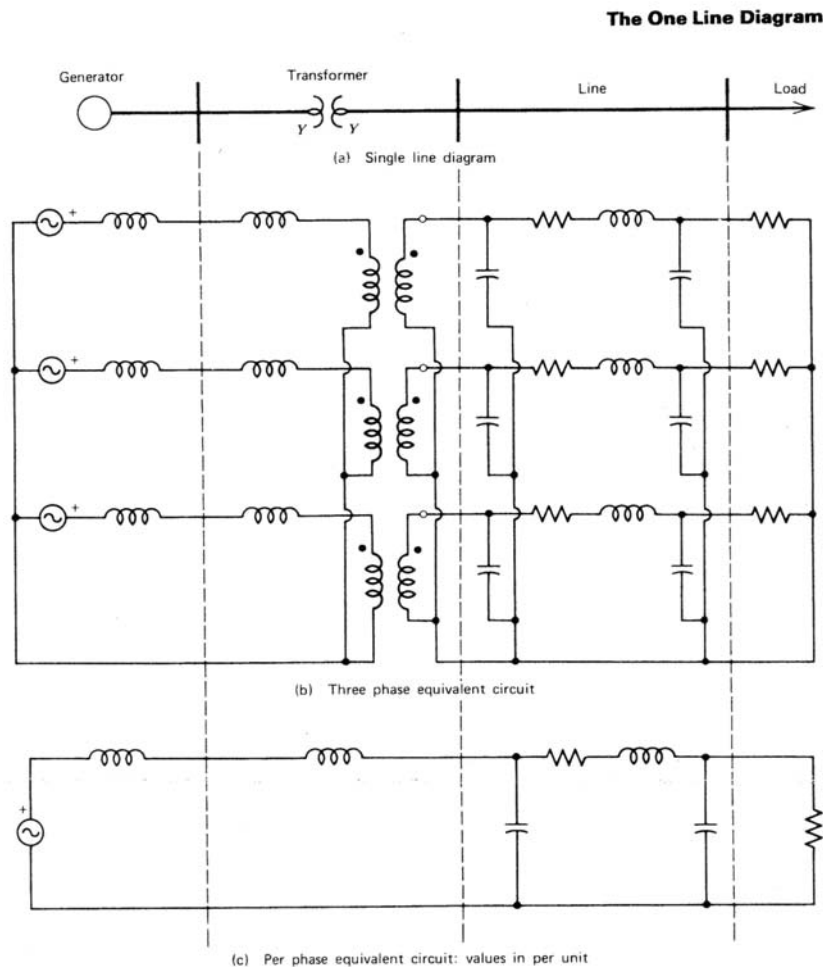 The One Line Diagram
Generator
Transformer
Line
Load
Y Y
(a) Single line diagram
+
+
+
(b) Three phase equivalent circuit
+
(c) Per phase equivalent circuit: values in per unit